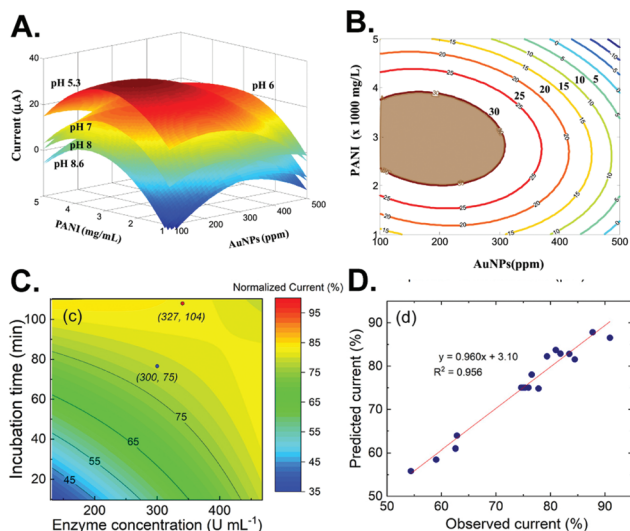 A.
40
20
0
Current (µA)
pH 5.3
pH 6
pH 7
pH 8
pH 8.6
5
4
3
2
1
PANI (mg/mL)
100
200
300
400
500
AuNPs (ppm)
B.
5
4
3
2
1
PANI (x 1000 mg/L)
30
25
20
15
10
5
100
200
300
400
500
AuNPs(ppm)
C.
(c)
Normalized Current (%)
120
100
80
60
40
20
Incubation time (min)
(327, 104)
(300, 75)
75
75
65
55
45
200
300
400
Enzyme concentration (U mL⁻¹)
95
85
75
65
55
45
35
D.
(d)
90
80
70
60
50
Predicted current (%)
y = 0.960x + 3.10
R² = 0.956
50
60
70
80
90
Observed current (%)